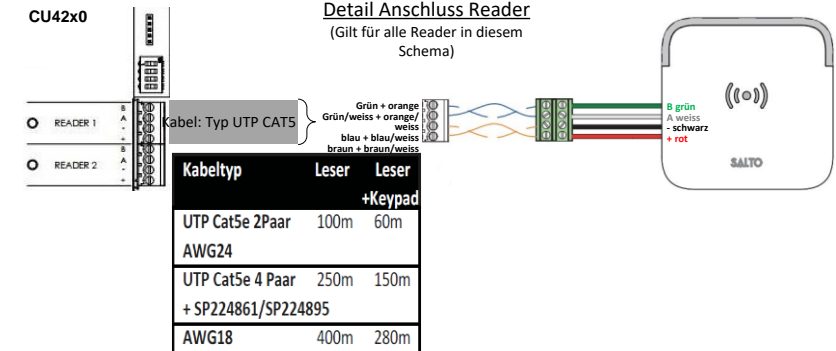 CU42x0
Detail Anschluss Reader
(Gilt für alle Reader in diesem
Schema)
READER 1
B
A
-
+
READER 2
B
A
-
+
Kabel: Typ UTP CAT5
Grün + orange
Grün/weiss + orange/
weiss
blau + blau/weiss
braun + braun/weiss
B grün
A weiss
- schwarz
+ rot
SALTO
Kabeltyp Leser Leser
+Keypad
UTP Cat5e 2Paar 100m 60m
AWG24
UTP Cat5e 4 Paar 250m 150m
+ SP224861/SP224895
AWG18 400m 280m